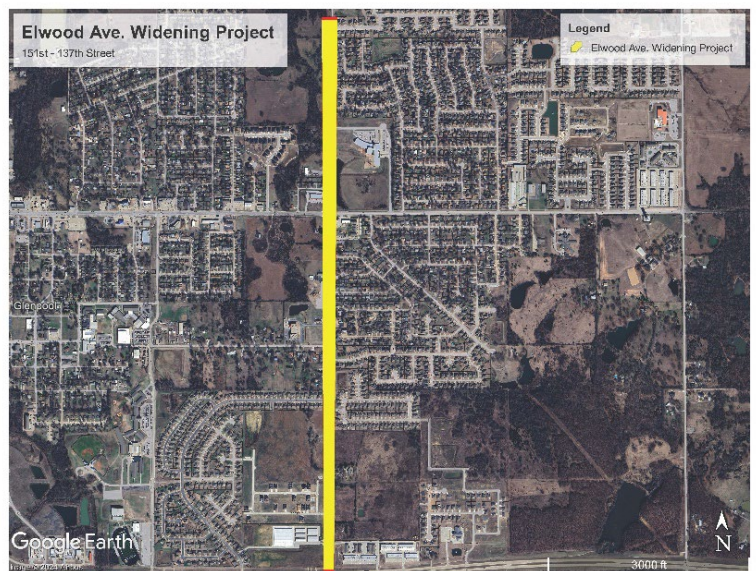 Elwood Ave. Widening Project
151st - 137th Street
Legend
Elwood Ave. Widening Project
Glenpool
Google Earth
N
3000 ft